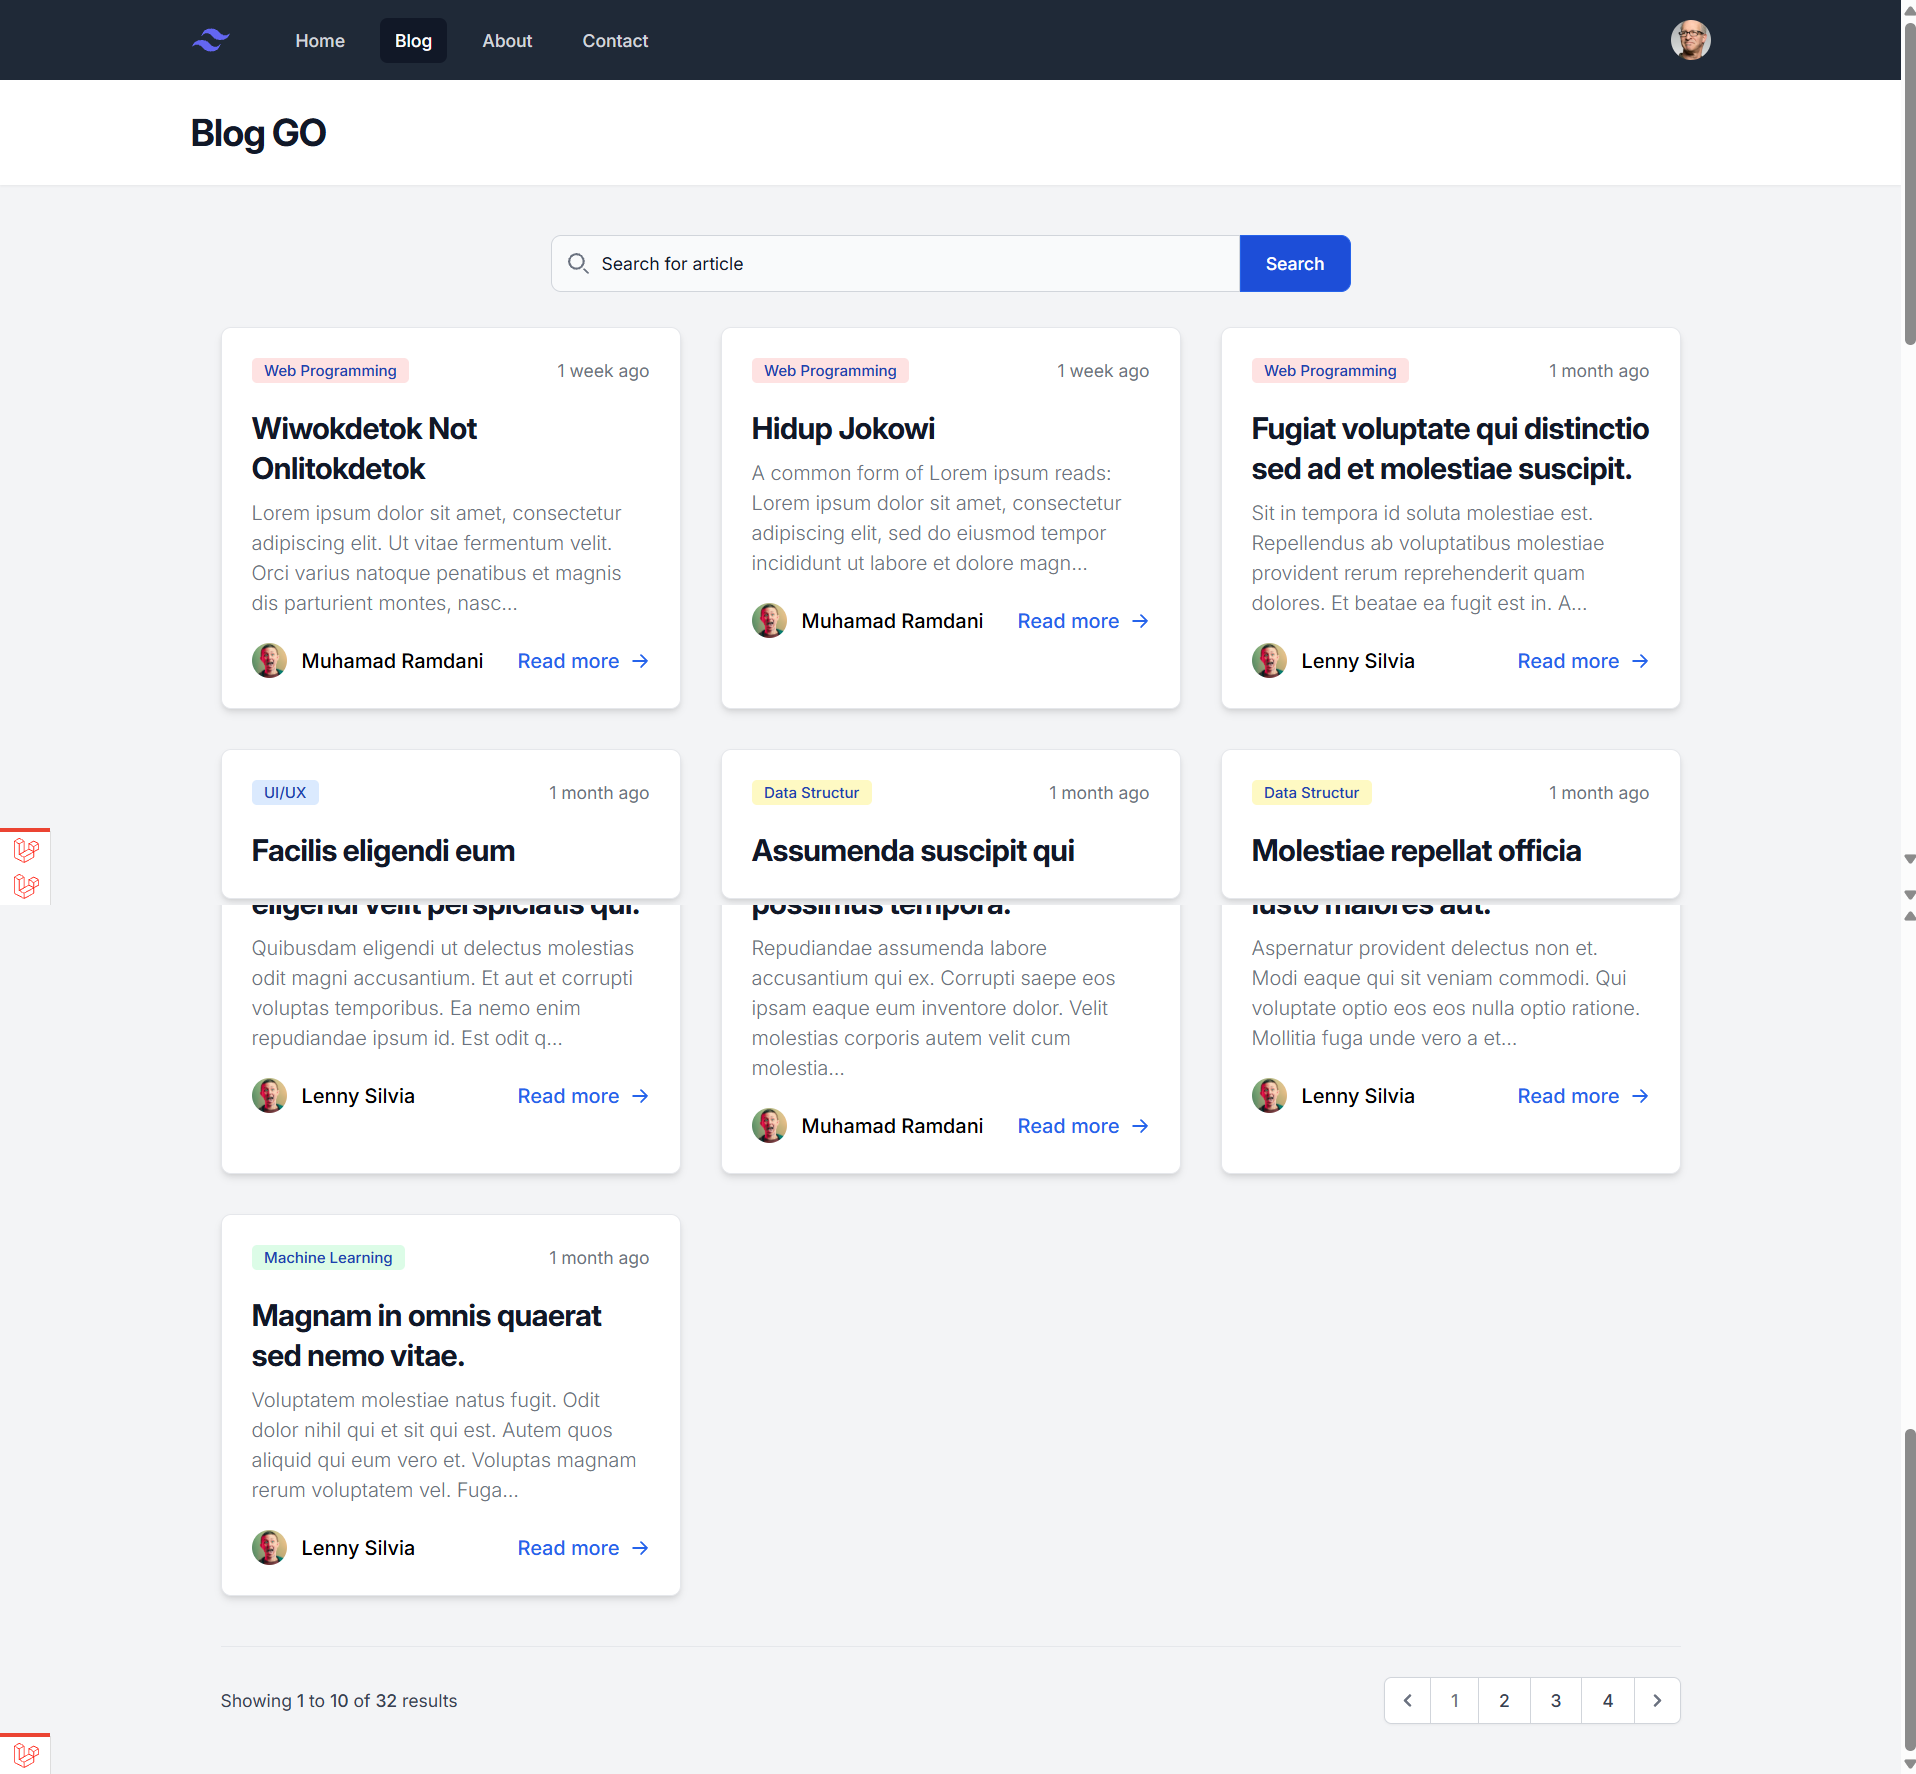 Home
Blog
About
Contact
Blog GO
Search for article
Search
Web Programming
1 week ago
Wiwokdetok Not
Onlitokdetok
Lorem ipsum dolor sit amet, consectetur
adipiscing elit. Ut vitae fermentum velit.
Orci varius natoque penatibus et magnis
dis parturient montes, nasc...
Muhamad Ramdani
Read more
Web Programming
1 week ago
Hidup Jokowi
A common form of Lorem ipsum reads:
Lorem ipsum dolor sit amet, consectetur
adipiscing elit, sed do eiusmod tempor
incididunt ut labore et dolore magn...
Muhamad Ramdani
Read more
Web Programming
1 month ago
Fugiat voluptate qui distinctio
sed ad et molestiae suscipit.
Sit in tempora id soluta molestiae est.
Repellendus ab voluptatibus molestiae
provident rerum reprehenderit quam
dolores. Et beatae ea fugit est in. A...
Lenny Silvia
Read more
UI/UX
1 month ago
Facilis eligendi eum
Data Structur
1 month ago
Assumenda suscipit qui
Data Structur
1 month ago
Molestiae repellat officia
eligendi velit perspiciatis qui.
Quibusdam eligendi ut delectus molestias
odit magni accusantium. Et aut et corrupti
voluptas temporibus. Ea nemo enim
repudiandae ipsum id. Est odit q...
Lenny Silvia
Read more
possimus tempora.
Repudiandae assumenda labore
accusantium qui ex. Corrupti saepe eos
ipsam eaque eum inventore dolor. Velit
molestias corporis autem velit cum
molestia...
Muhamad Ramdani
Read more
iusto maiores aut.
Aspernatur provident delectus non et.
Modi eaque qui sit veniam commodi. Qui
voluptate optio eos eos nulla optio ratione.
Mollitia fuga unde vero a et...
Lenny Silvia
Read more
Machine Learning
1 month ago
Magnam in omnis quaerat
sed nemo vitae.
Voluptatem molestiae natus fugit. Odit
dolor nihil qui et sit qui est. Autem quos
aliquid qui eum vero et. Voluptas magnam
rerum voluptatem vel. Fuga...
Lenny Silvia
Read more
Showing 1 to 10 of 32 results
1
2
3
4